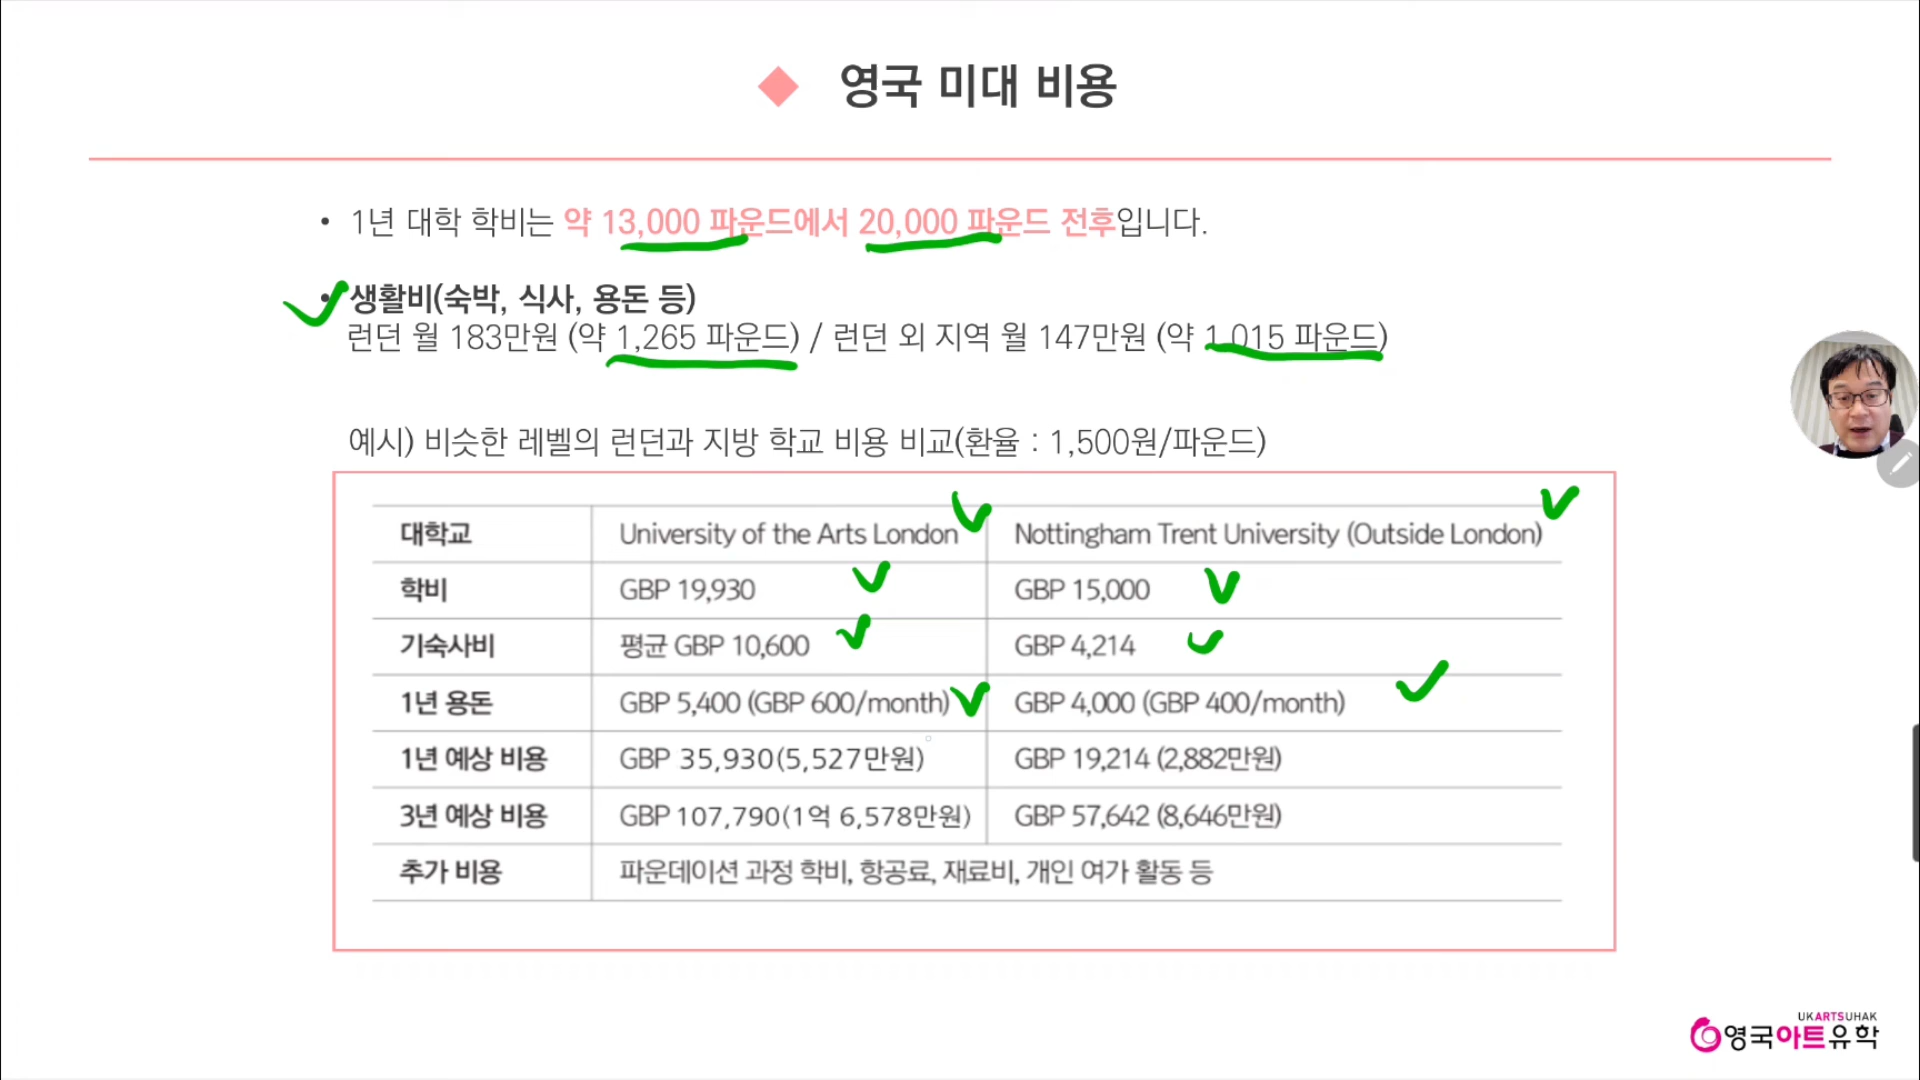 영국 미대 비용
• 1년 대학 학비는 약 13,000 파운드에서 20,000 파운드 전후입니다.
• 생활비(숙박, 식사, 용돈 등)
런던 월 183만원 (약 1,265 파운드) / 런던 외 지역 월 147만원 (약 1,015 파운드)
예시) 비슷한 레벨의 런던과 지방 학교 비용 비교(환율 : 1,500원/파운드)
대학교 University of the Arts London Nottingham Trent University (Outside London)
학비 GBP 19,930 GBP 15,000
기숙사비 평균 GBP 10,600 GBP 4,214
1년 용돈 GBP 5,400 (GBP 600/month) GBP 4,000 (GBP 400/month)
1년 예상 비용 GBP 35,930(5,527만원) GBP 19,214 (2,882만원)
3년 예상 비용 GBP 107,790(1억 6,578만원) GBP 57,642 (8,646만원)
추가 비용 파운데이션 과정 학비, 항공료, 재료비, 개인 여가 활동 등
UKARTSUHAK
영국아트유학